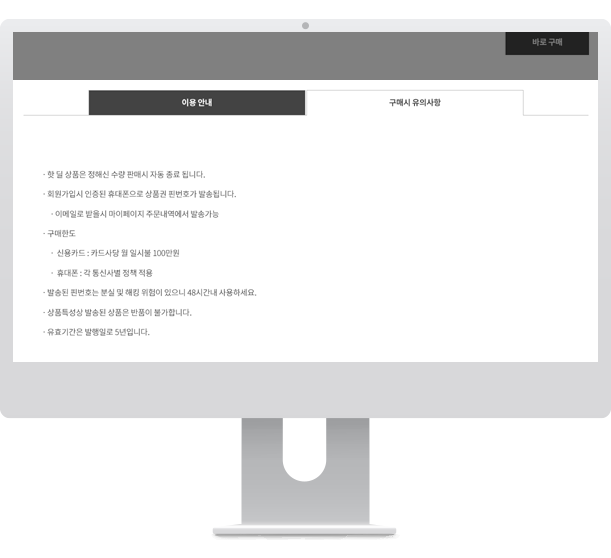 바로 구매
이용 안내
구매시 유의사항
· 핫 딜 상품은 정해신 수량 판매시 자동 종료 됩니다.
· 회원가입시 인증된 휴대폰으로 상품권 핀번호가 발송됩니다.
· 이메일로 받을시 마이페이지 주문내역에서 발송가능
· 구매한도
· 신용카드 : 카드사당 월 일시불 100만원
· 휴대폰 : 각 통신사별 정책 적용
· 발송된 핀번호는 분실 및 해킹 위험이 있으니 48시간내 사용하세요.
· 상품특성상 발송된 상품은 반품이 불가합니다.
· 유효기간은 발행일로 5년입니다.